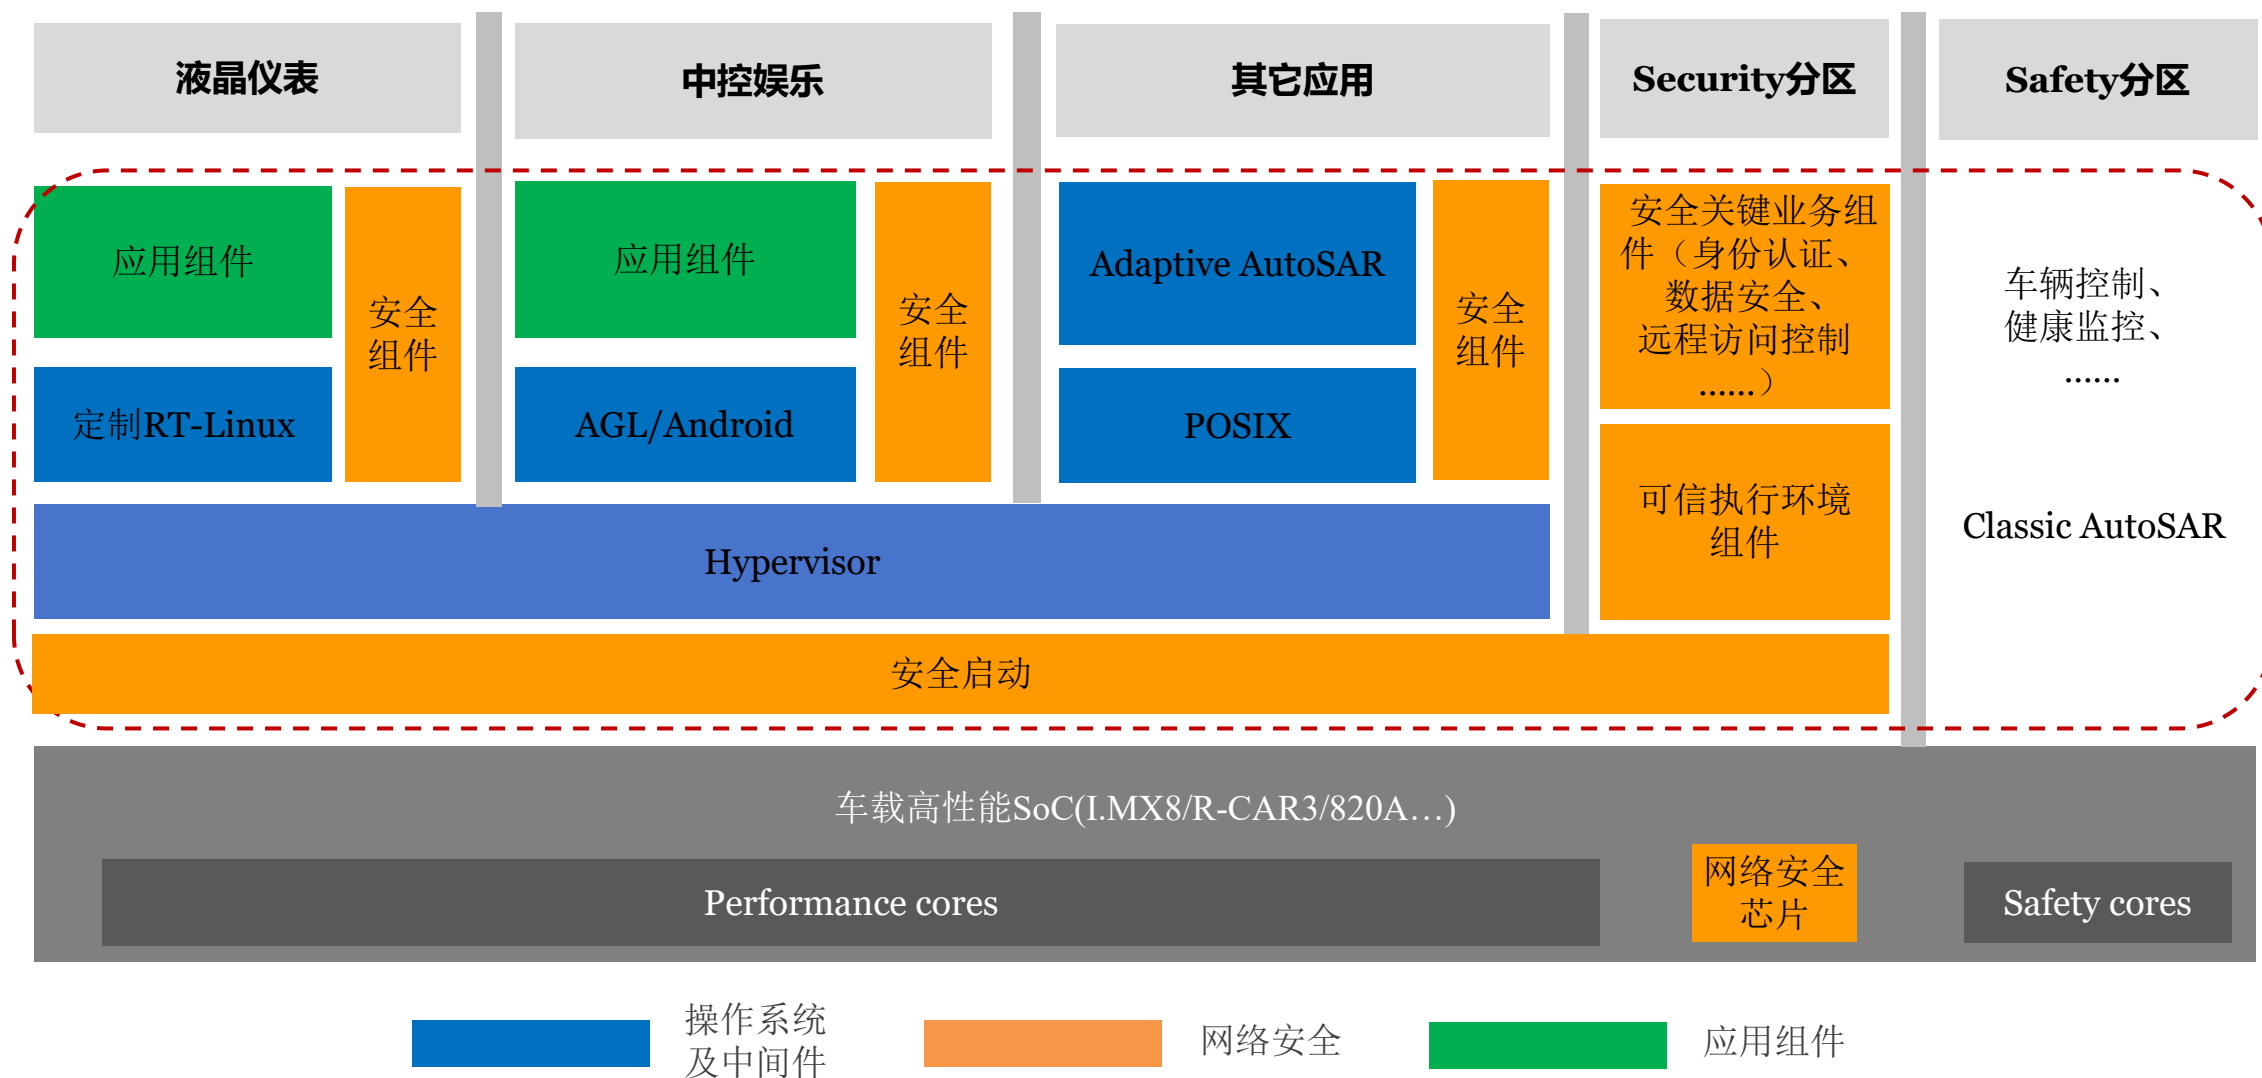 液晶仪表
中控娱乐
其它应用
Security分区
Safety分区
应用组件
安全
组件
定制RT-Linux
应用组件
安全
组件
AGL/Android
Adaptive AutoSAR
安全
组件
POSIX
安全关键业务组
件（身份认证、
数据安全、
远程访问控制
......）
可信执行环境
组件
车辆控制、
健康监控、
......
Classic AutoSAR
Hypervisor
安全启动
车载高性能SoC(I.MX8/R-CAR3/820A…)
Performance cores
网络安全
芯片
Safety cores
操作系统
及中间件
网络安全
应用组件